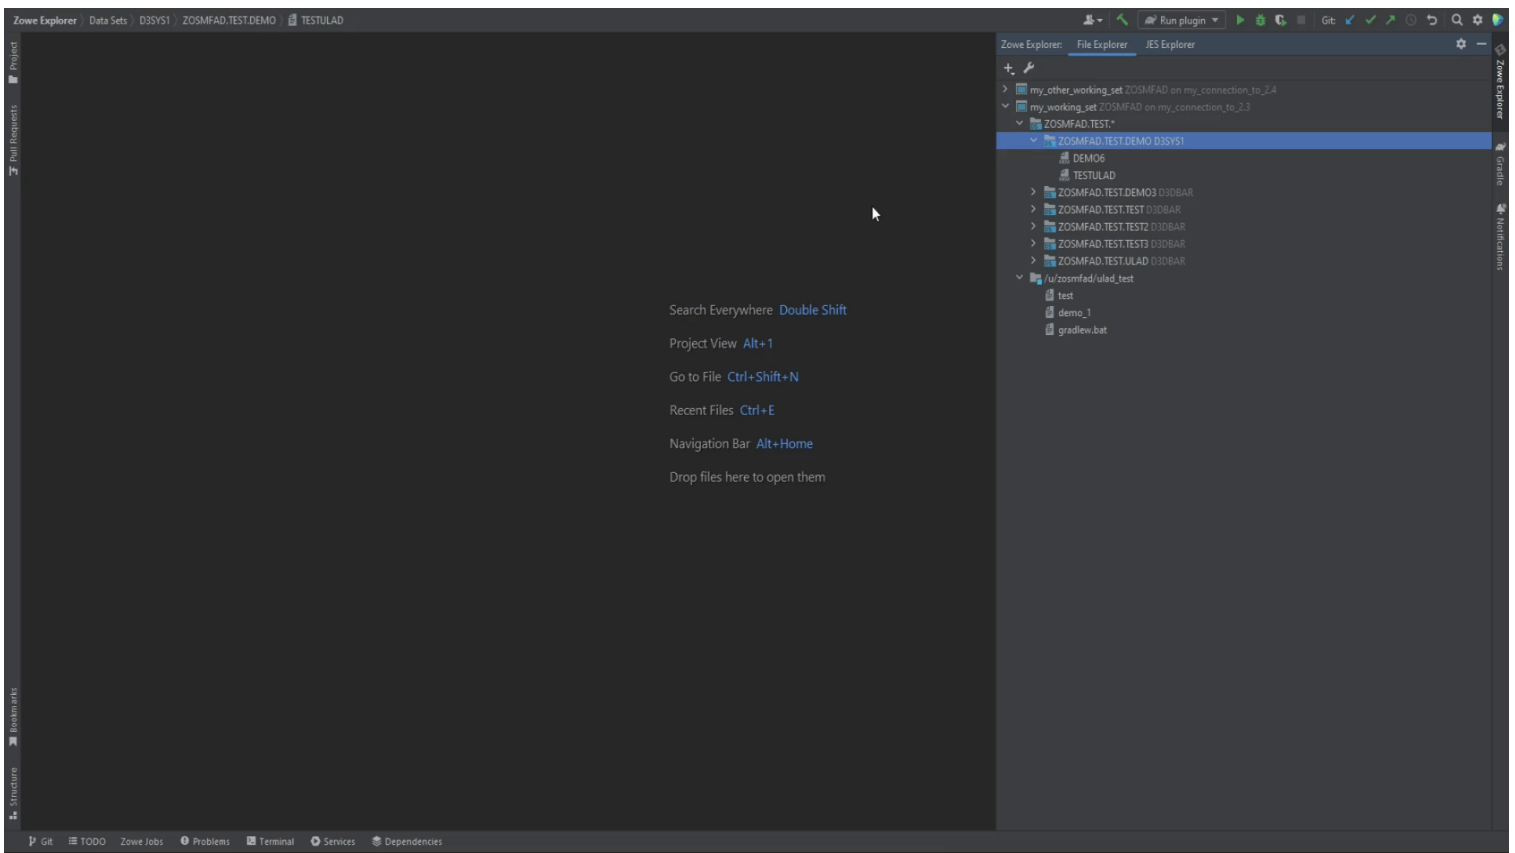 Zowe Explorer Data Sets D3SYS1 ZOSMFAD.TEST.DEMO TESTULAD
Run plugin
Git:
Project
Pull Requests
Bookmarks
Structure
Search Everywhere Double Shift
Project View Alt+1
Go to File Ctrl+Shift+N
Recent Files Ctrl+E
Navigation Bar Alt+Home
Drop files here to open them
Zowe Explorer: File Explorer JES Explorer
my_other_working_set ZOSMFAD on my_connection_to_2.4
my_working_set ZOSMFAD on my_connection_to_2.3
ZOSMFAD.TEST.*
ZOSMFAD.TEST.DEMO D3SYS1
DEMO6
TESTULAD
ZOSMFAD.TEST.DEMO3 D3DBAR
ZOSMFAD.TEST.TEST D3DBAR
ZOSMFAD.TEST.TEST2 D3DBAR
ZOSMFAD.TEST.TEST3 D3DBAR
ZOSMFAD.TEST.ULAD D3DBAR
/u/zosmfad/ulad_test
test
demo_1
gradlew.bat
Zowe Explorer
Gradle
Notifications
Git TODO Zowe Jobs Problems Terminal Services Dependencies